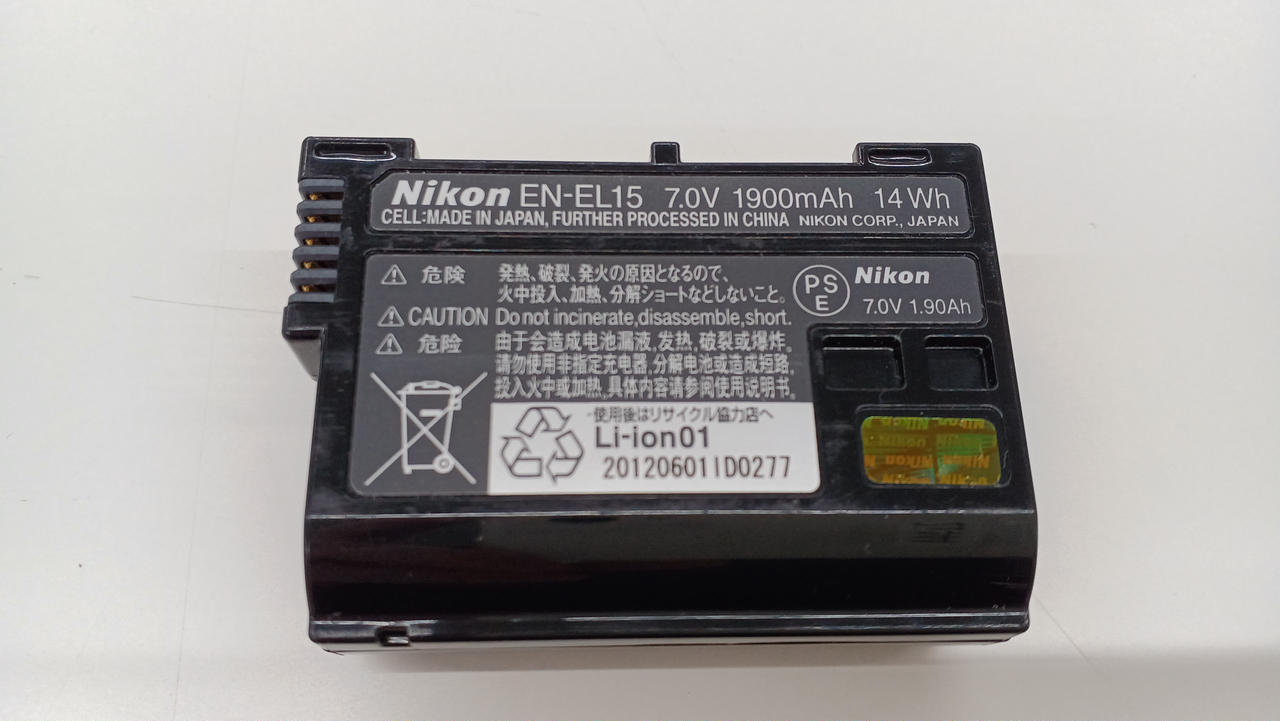 Nikon EN-EL15 7.0V 1900mAh 14Wh
CELL:MADE IN JAPAN, FURTHER PROCESSED IN CHINA NIKON CORP., JAPAN
危険 発熱、破裂、発火の原因となるので、
火中投入、加熱、分解ショートなどしないこと。
CAUTION Do not incinerate,disassemble,short.
危险 由于会造成电池漏液,发热,破裂或爆炸。
请勿使用非指定充电器,分解电池或造成短路,
投入火中或加热,具体内容请参阅使用说明书。
PSE Nikon
7.0V 1.90Ah
使用後はリサイクル協力店へ
Li-ion01
20120601ID0277
Nikon Nikon